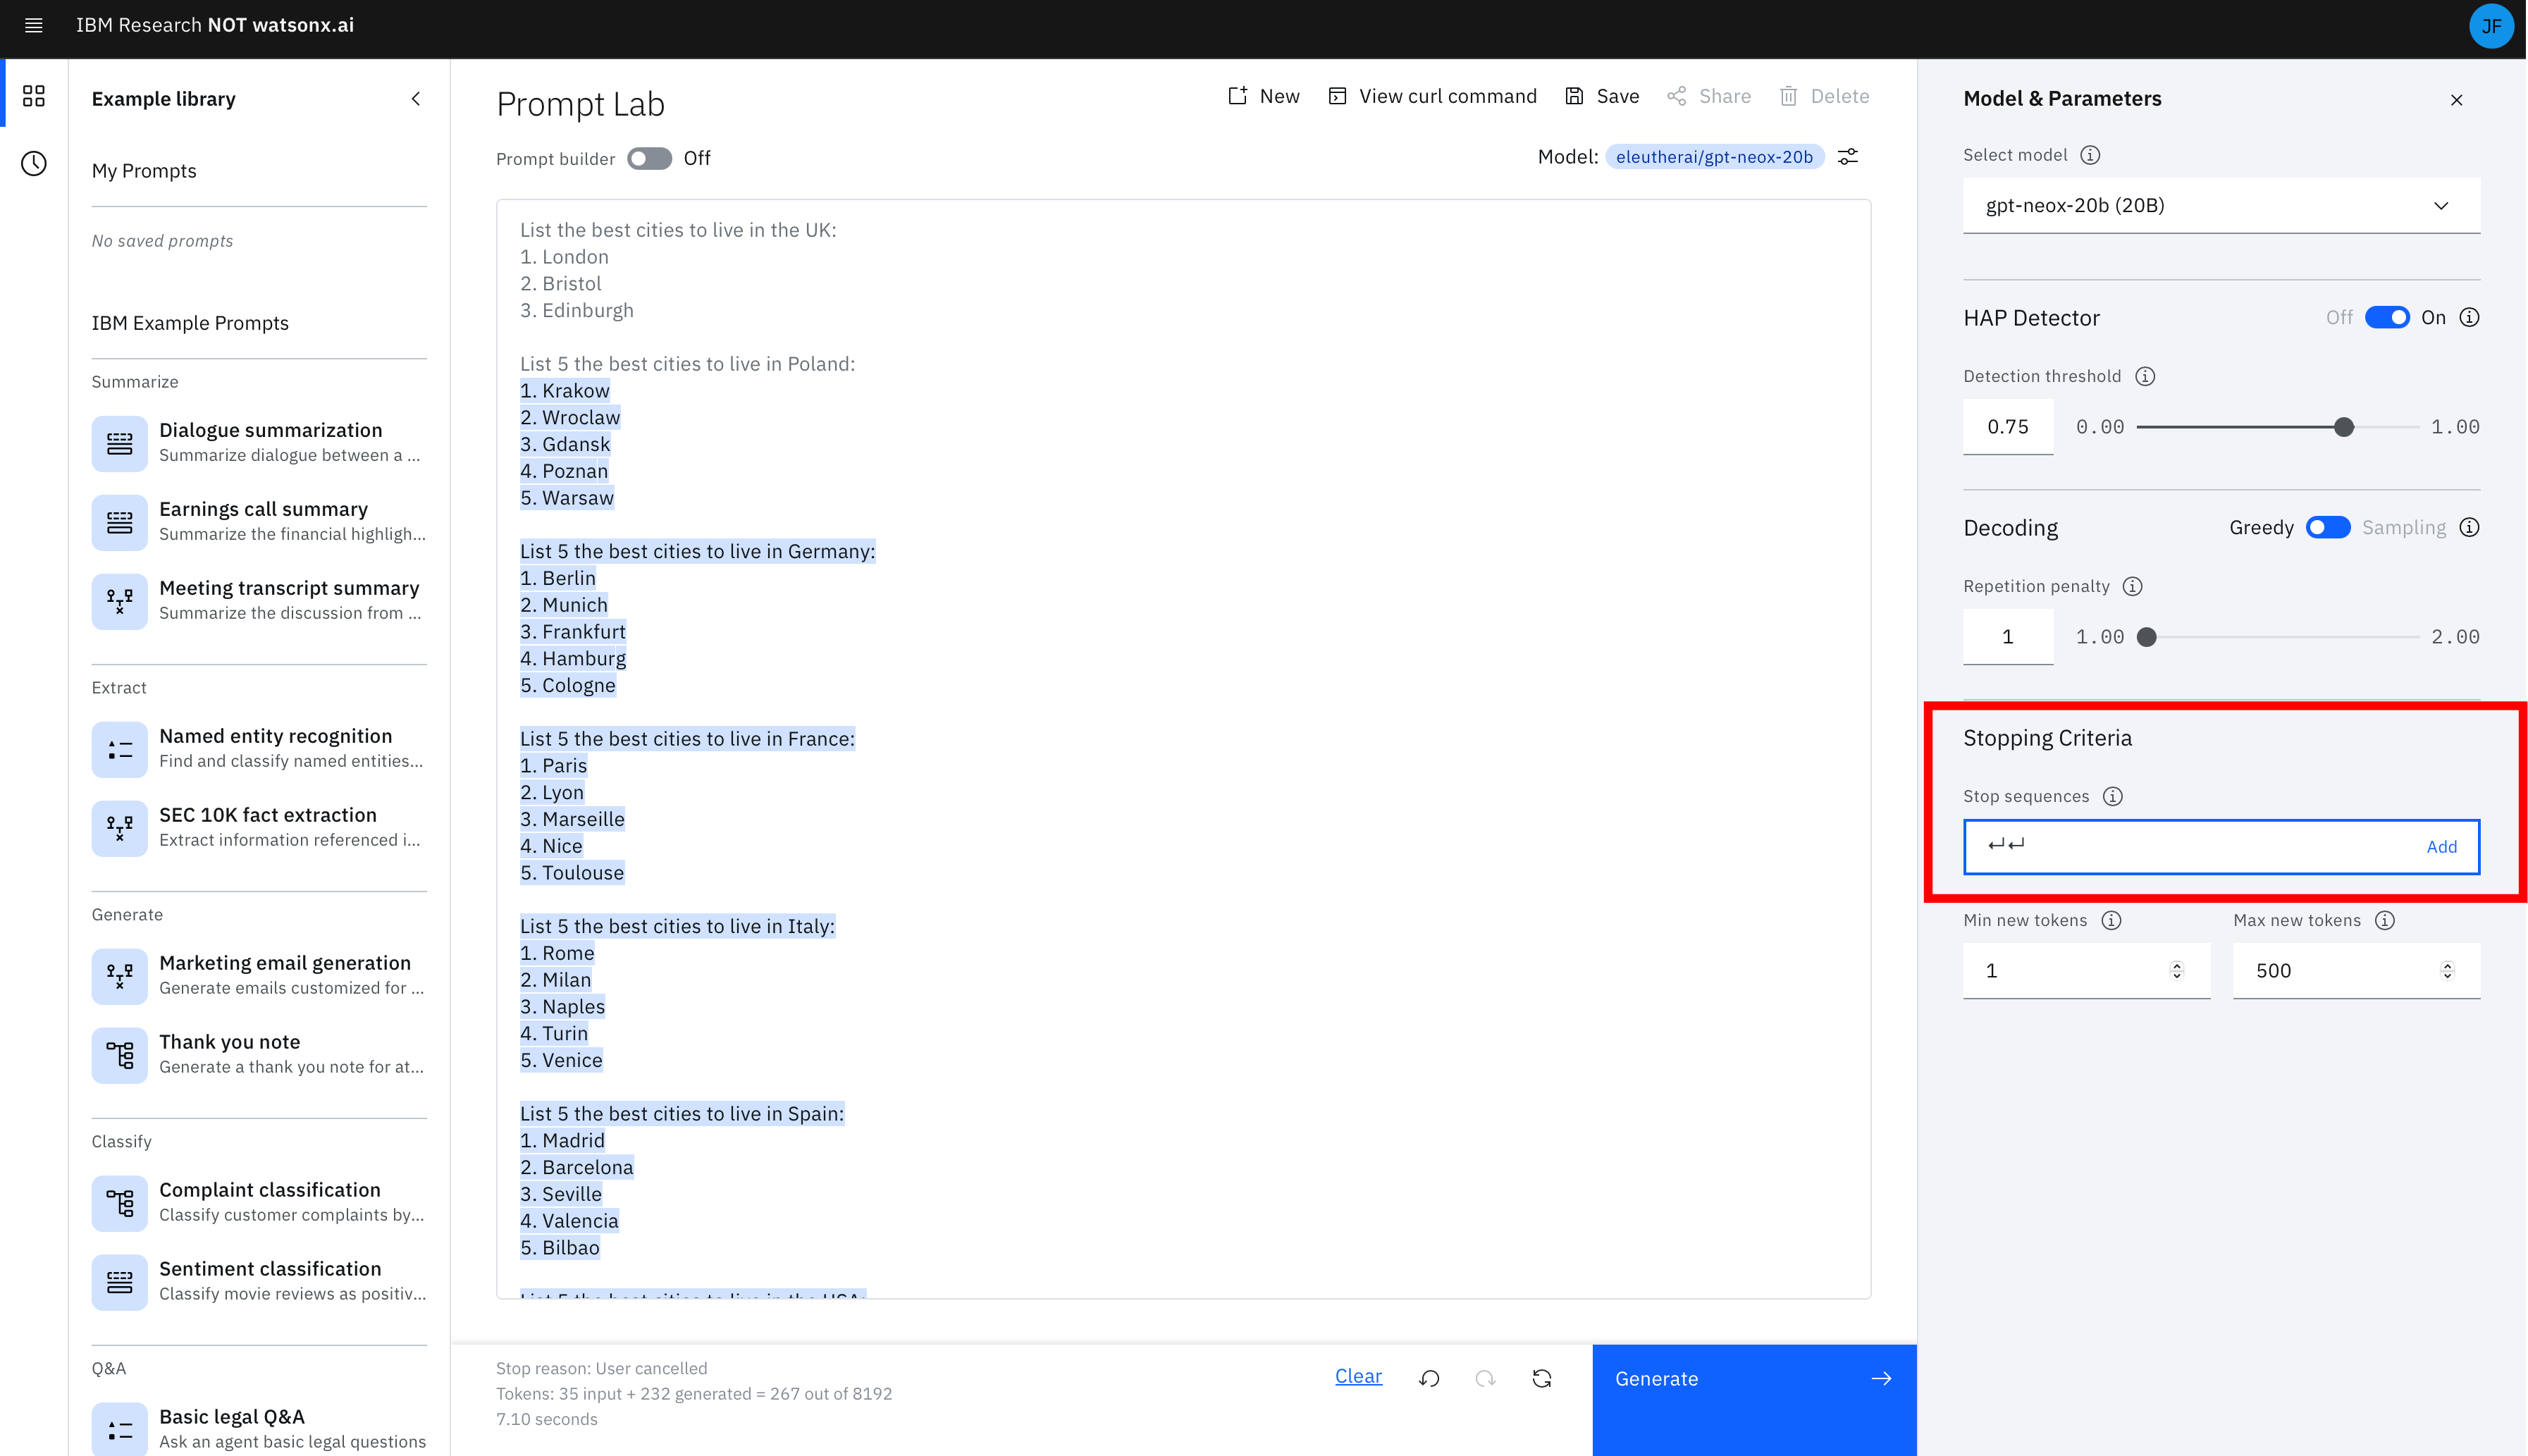 IBM Research NOT watsonx.ai
JF
Example library
My Prompts
No saved prompts
IBM Example Prompts
Summarize
Dialogue summarization
Summarize dialogue between a ...
Earnings call summary
Summarize the financial highligh...
Meeting transcript summary
Summarize the discussion from ...
Extract
Named entity recognition
Find and classify named entities...
SEC 10K fact extraction
Extract information referenced i...
Generate
Marketing email generation
Generate emails customized for ...
Thank you note
Generate a thank you note for at...
Classify
Complaint classification
Classify customer complaints by...
Sentiment classification
Classify movie reviews as positiv...
Q&A
Basic legal Q&A
Ask an agent basic legal questions
Prompt Lab
New
View curl command
Save
Share
Delete
Prompt builder Off
Model: eleutherai/gpt-neox-20b
List the best cities to live in the UK:
1. London
2. Bristol
3. Edinburgh
List 5 the best cities to live in Poland:
1. Krakow
2. Wroclaw
3. Gdansk
4. Poznan
5. Warsaw
List 5 the best cities to live in Germany:
1. Berlin
2. Munich
3. Frankfurt
4. Hamburg
5. Cologne
List 5 the best cities to live in France:
1. Paris
2. Lyon
3. Marseille
4. Nice
5. Toulouse
List 5 the best cities to live in Italy:
1. Rome
2. Milan
3. Naples
4. Turin
5. Venice
List 5 the best cities to live in Spain:
1. Madrid
2. Barcelona
3. Seville
4. Valencia
5. Bilbao
List 5 the best cities to live in the USA:
Stop reason: User cancelled
Tokens: 35 input + 232 generated = 267 out of 8192
7.10 seconds
Clear
Generate
Model & Parameters
Select model
gpt-neox-20b (20B)
HAP Detector Off On
Detection threshold
0.75 0.00 1.00
Decoding Greedy Sampling
Repetition penalty
1 1.00 2.00
Stopping Criteria
Stop sequences
↵↵ Add
Min new tokens Max new tokens
1 500